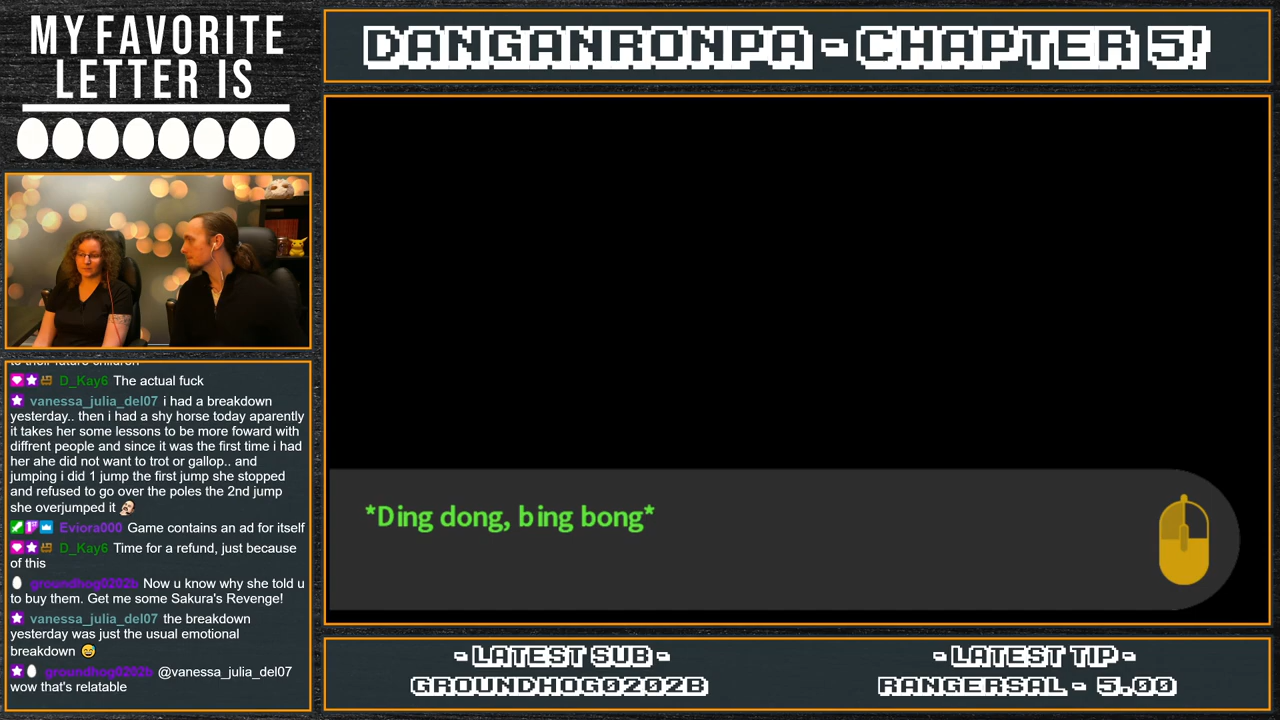 MY FAVORITE
LETTER IS
DANGANRONPA - CHAPTER 5!
D_Kay6 The actual fuck
vanessa_julia_del07 i had a breakdown
yesterday.. then i had a shy horse today aparently
it takes her some lessons to be more foward with
diffrent people and since it was the first time i had
her ahe did not want to trot or gallop.. and
jumping i did 1 jump the first jump she stopped
and refused to go over the poles the 2nd jump
she overjumped it
Eviora000 Game contains an ad for itself
D_Kay6 Time for a refund, just because
of this
groundhog0202b Now u know why she told u
to buy them. Get me some Sakura's Revenge!
vanessa_julia_del07 the breakdown
yesterday was just the usual emotional
breakdown
groundhog0202b @vanessa_julia_del07
wow that's relatable
*Ding dong, bing bong*
- LATEST SUB -
GROUNDHOG0202B
- LATEST TIP -
RANGERSAL - 5.00